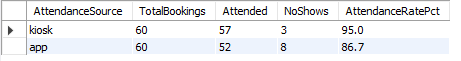 AttendanceSource TotalBookings Attended NoShows AttendanceRatePct
kiosk 60 57 3 95.0
app 60 52 8 86.7